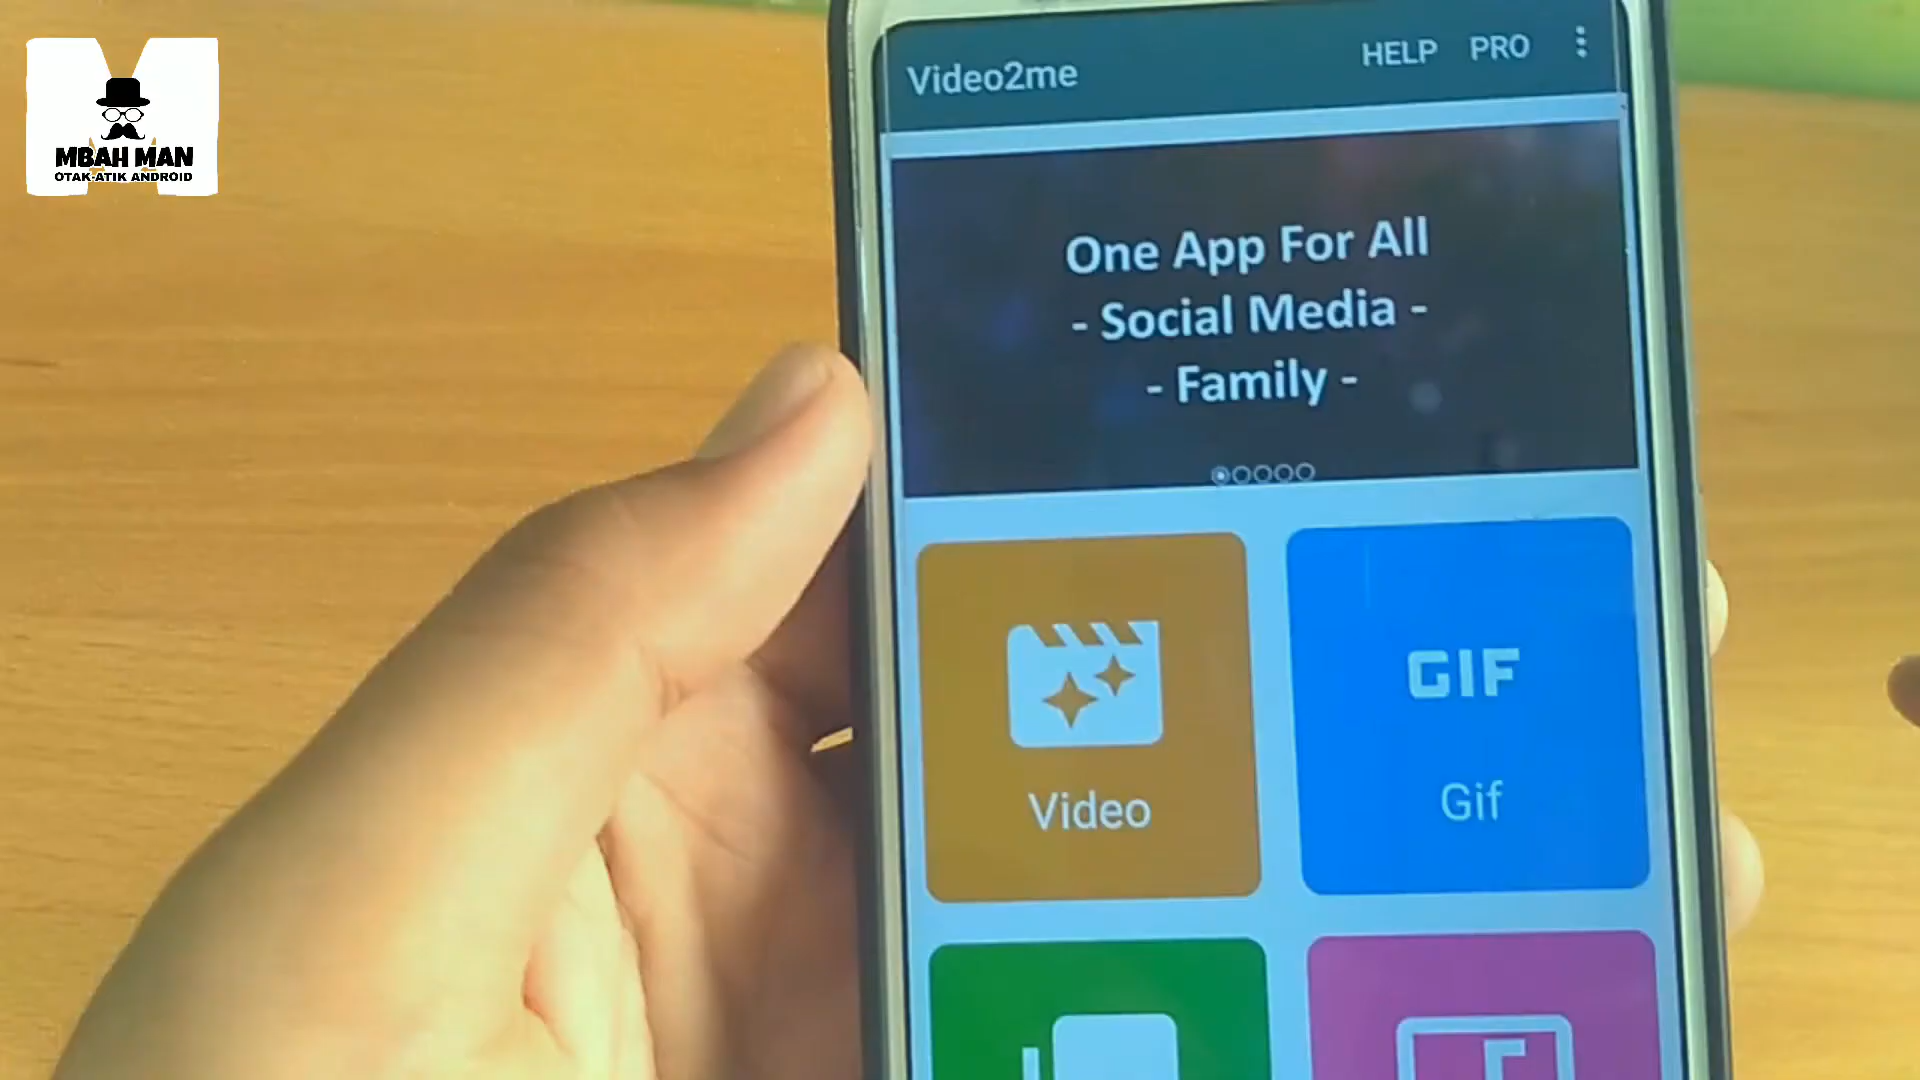 MBAH MAN
OTAK-ATIK ANDROID
Video2me
HELP
PRO
One App For All
- Social Media -
- Family -
GIF
Video
Gif